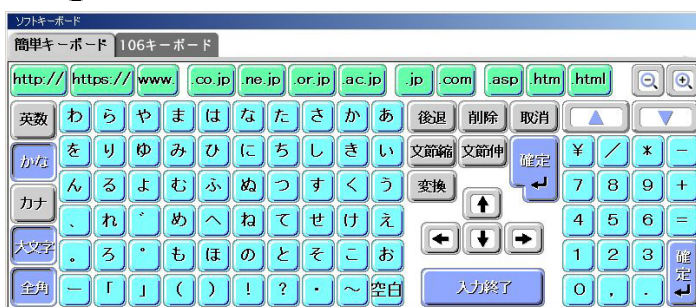 ソフトキーボード
簡単キーボード 106キーボード
http:// https:// www. .co.jp .ne.jp .or.jp .ac.jp .jp .com .asp .htm .html
英数 わ ら や ま は な た さ か あ 後退 削除 取消
かな を り ゆ み ひ に ち し き い 文節縮 文節伸 確定 ¥ / * -
カナ ん る よ む ふ ぬ つ す く う 変換 7 8 9 +
、 れ ゛ め へ ね て せ け え 4 5 6 =
大文字 。 ろ ゜ も ほ の と そ こ お 1 2 3 確定
全角 ー 「 」 ( ) ! ? ・ ~ 空白 入力終了 0 , .